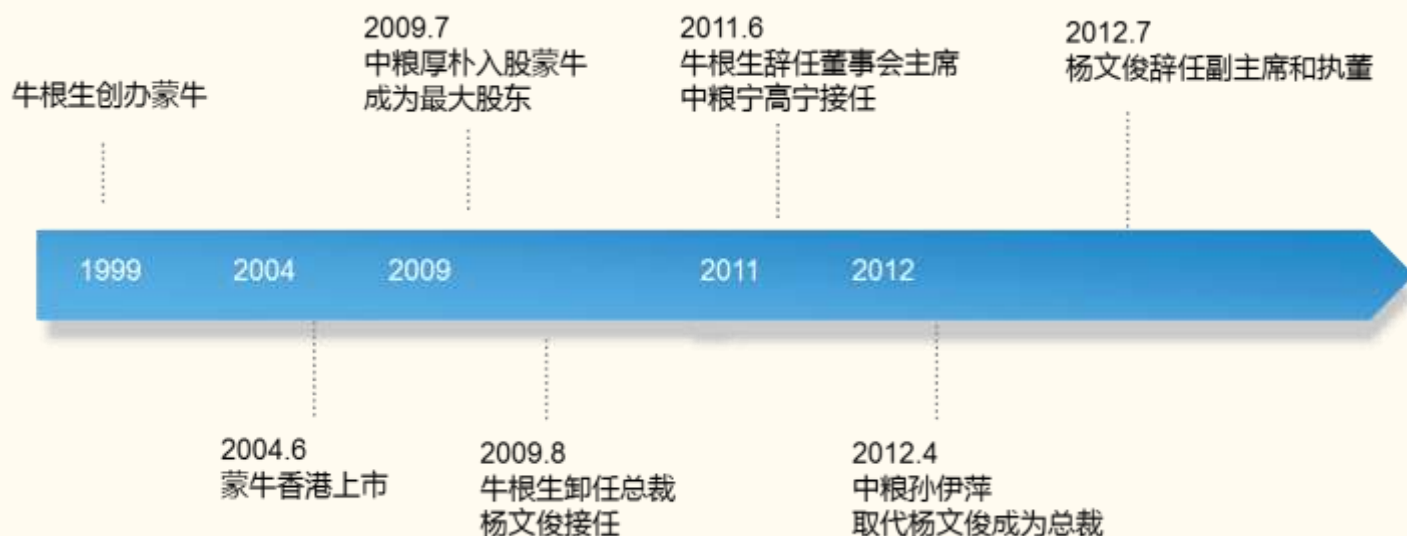 牛根生创办蒙牛
2009.7
中粮厚朴入股蒙牛
成为最大股东
2011.6
牛根生辞任董事会主席
中粮宁高宁接任
2012.7
杨文俊辞任副主席和执董
1999
2004
2009
2011
2012
2004.6
蒙牛香港上市
2009.8
牛根生卸任总裁
杨文俊接任
2012.4
中粮孙伊萍
取代杨文俊成为总裁